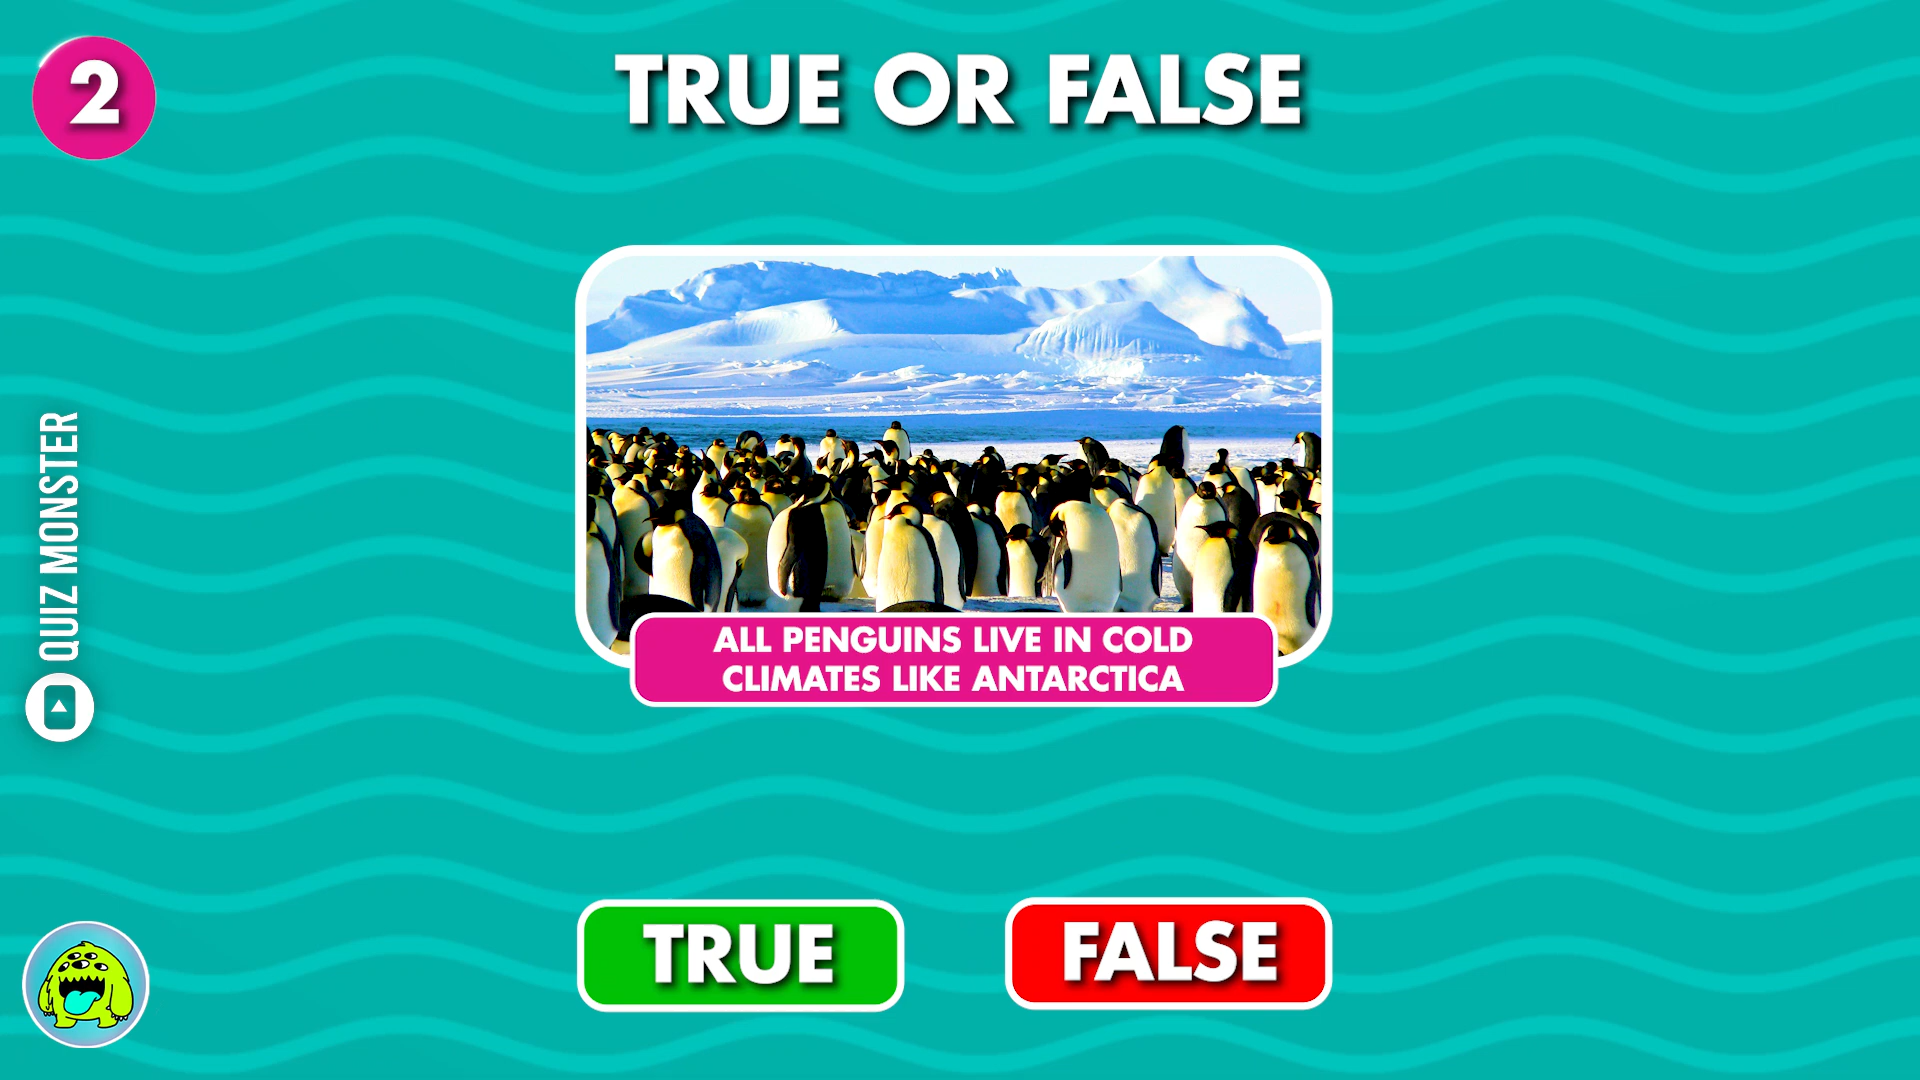 2
TRUE OR FALSE
QUIZ MONSTER
ALL PENGUINS LIVE IN COLD
CLIMATES LIKE ANTARCTICA
TRUE
FALSE